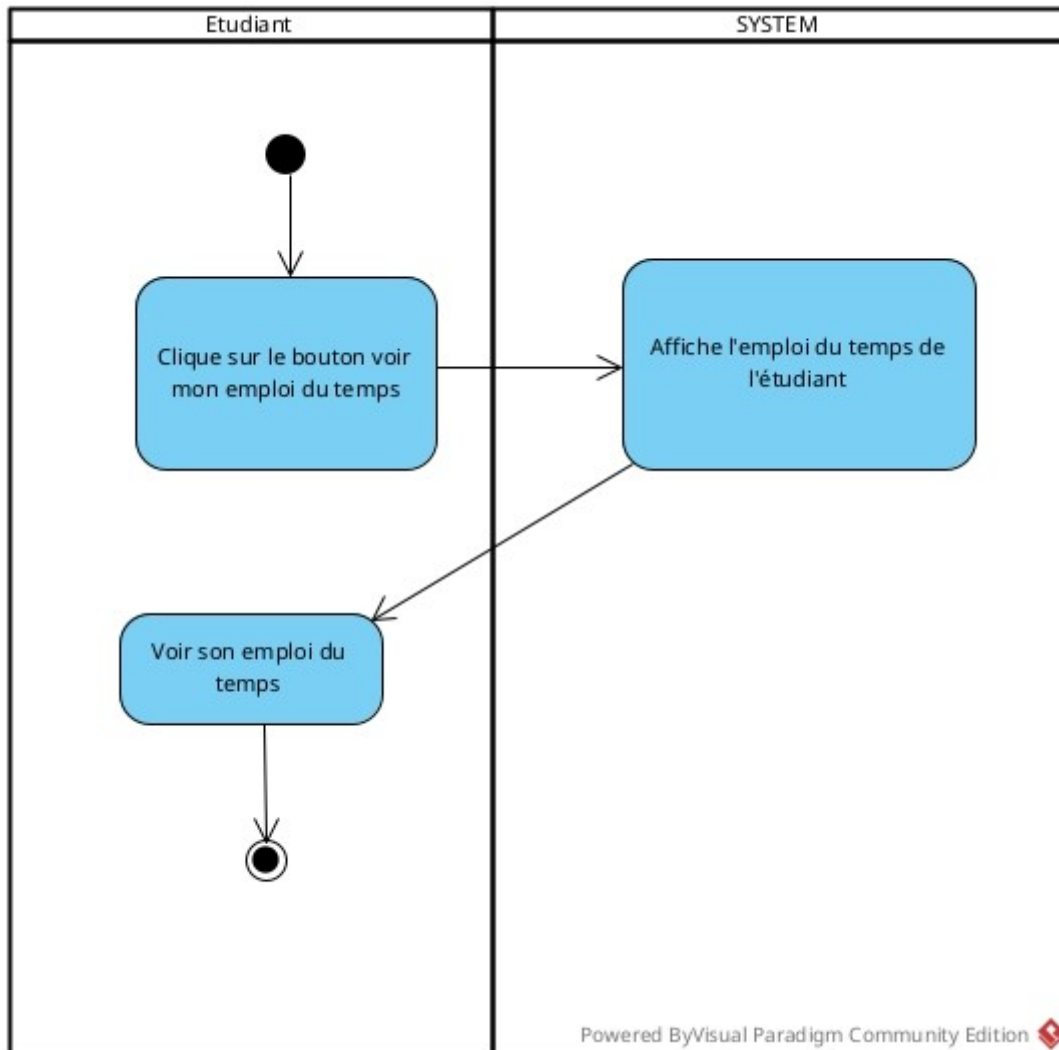 Etudiant
SYSTEM
Clique sur le bouton voir
mon emploi du temps
Affiche l'emploi du temps de
l'étudiant
Voir son emploi du
temps
Powered ByVisual Paradigm Community Edition